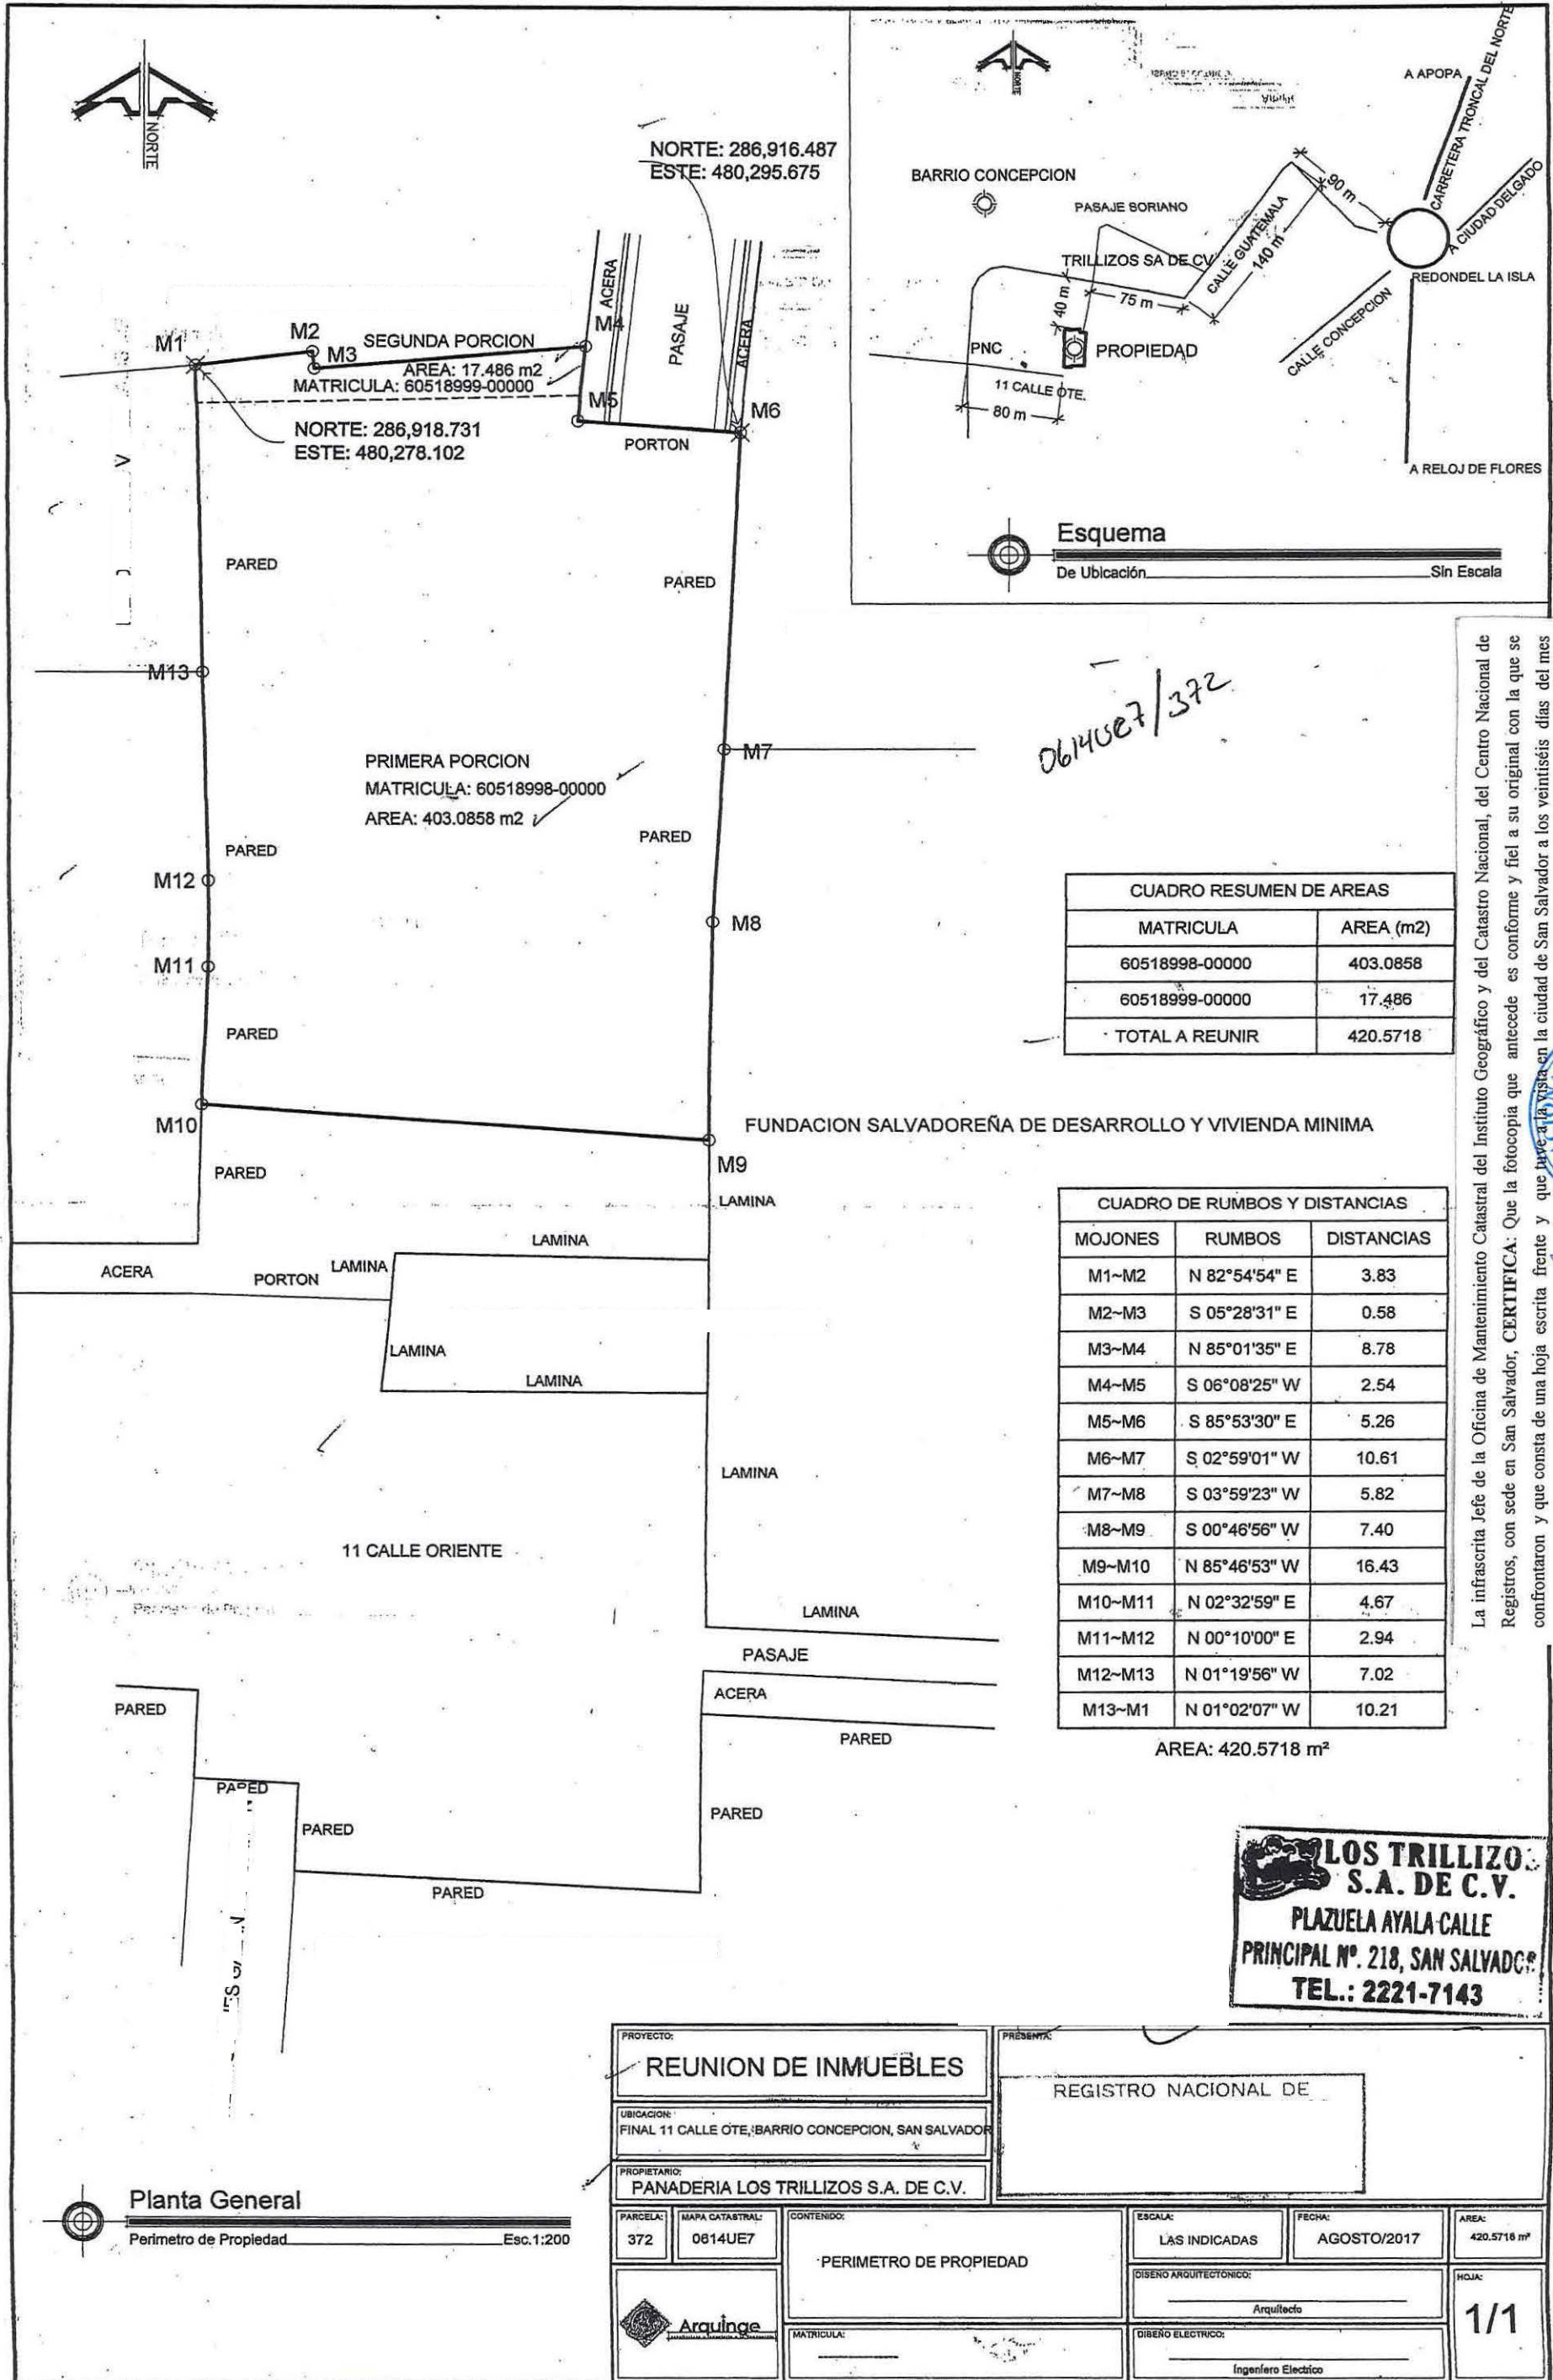 NORTE
NORTE: 286,916.487
ESTE: 480,295.675
M1
M2
M3
SEGUNDA PORCION
AREA: 17.486 m2
MATRICULA: 60518999-00000
M4
M5
ACERA
PASAJE
ACERA
M6
PORTON
NORTE: 286,918.731
ESTE: 480,278.102
PARED
PARED
M13
M7
PRIMERA PORCION
MATRICULA: 60518998-00000
AREA: 403.0858 m2
PARED
PARED
M12
M8
M11
PARED
M10
M9
FUNDACION SALVADOREÑA DE DESARROLLO Y VIVIENDA MINIMA
PARED
LAMINA
LAMINA
ACERA
PORTON
LAMINA
LAMINA
LAMINA
LAMINA
11 CALLE ORIENTE
LAMINA
PASAJE
ACERA
PARED
PARED
PARED
PARED
PARED
PARED
NORTE
A APOPA
CARRETERA TRONCAL DEL NORTE
BARRIO CONCEPCION
90 m
A CIUDAD DELGADO
PASAJE SORIANO
CALLE GUATEMALA
140 m
TRILLIZOS SA DE CV
REDONDEL LA ISLA
40 m
75 m
CALLE CONCEPCION
PNC
PROPIEDAD
11 CALLE OTE.
80 m
A RELOJ DE FLORES
Esquema
De Ubicación
Sin Escala
0614UE7/372
CUADRO RESUMEN DE AREAS
MATRICULA AREA (m2)
60518998-00000 403.0858
60518999-00000 17.486
TOTAL A REUNIR 420.5718
CUADRO DE RUMBOS Y DISTANCIAS
MOJONES RUMBOS DISTANCIAS
M1~M2 N 82°54'54" E 3.83
M2~M3 S 05°28'31" E 0.58
M3~M4 N 85°01'35" E 8.78
M4~M5 S 06°08'25" W 2.54
M5~M6 S 85°53'30" E 5.26
M6~M7 S 02°59'01" W 10.61
M7~M8 S 03°59'23" W 5.82
M8~M9 S 00°46'56" W 7.40
M9~M10 N 85°46'53" W 16.43
M10~M11 N 02°32'59" E 4.67
M11~M12 N 00°10'00" E 2.94
M12~M13 N 01°19'56" W 7.02
M13~M1 N 01°02'07" W 10.21
AREA: 420.5718 m²
La infrascrita Jefe de la Oficina de Mantenimiento Catastral del Instituto Geográfico y del Catastro Nacional, del Centro Nacional de
Registros, con sede en San Salvador, CERTIFICA: Que la fotocopia que antecede es conforme y fiel a su original con la que se
confrontaron y que consta de una hoja escrita frente y que tuve a la vista en la ciudad de San Salvador a los veintiséis días del mes
LOS TRILLIZO
S.A. DE C.V.
PLAZUELA AYALA CALLE
PRINCIPAL Nº. 218, SAN SALVADOR
TEL.: 2221-7143
PROYECTO:
REUNION DE INMUEBLES
UBICACION:
FINAL 11 CALLE OTE, BARRIO CONCEPCION, SAN SALVADOR
PROPIETARIO:
PANADERIA LOS TRILLIZOS S.A. DE C.V.
PRESENTA:
REGISTRO NACIONAL DE
Planta General
Perimetro de Propiedad
Esc.1:200
PARCELA:
372
MAPA CATASTRAL:
0614UE7
CONTENIDO:
PERIMETRO DE PROPIEDAD
ESCALA:
LAS INDICADAS
FECHA:
AGOSTO/2017
AREA:
420.5718 m²
Arquinge
MATRICULA:
DISEÑO ARQUITECTONICO:
Arquitecto
DISEÑO ELECTRICO:
Ingeniero Electrico
HOJA:
1/1